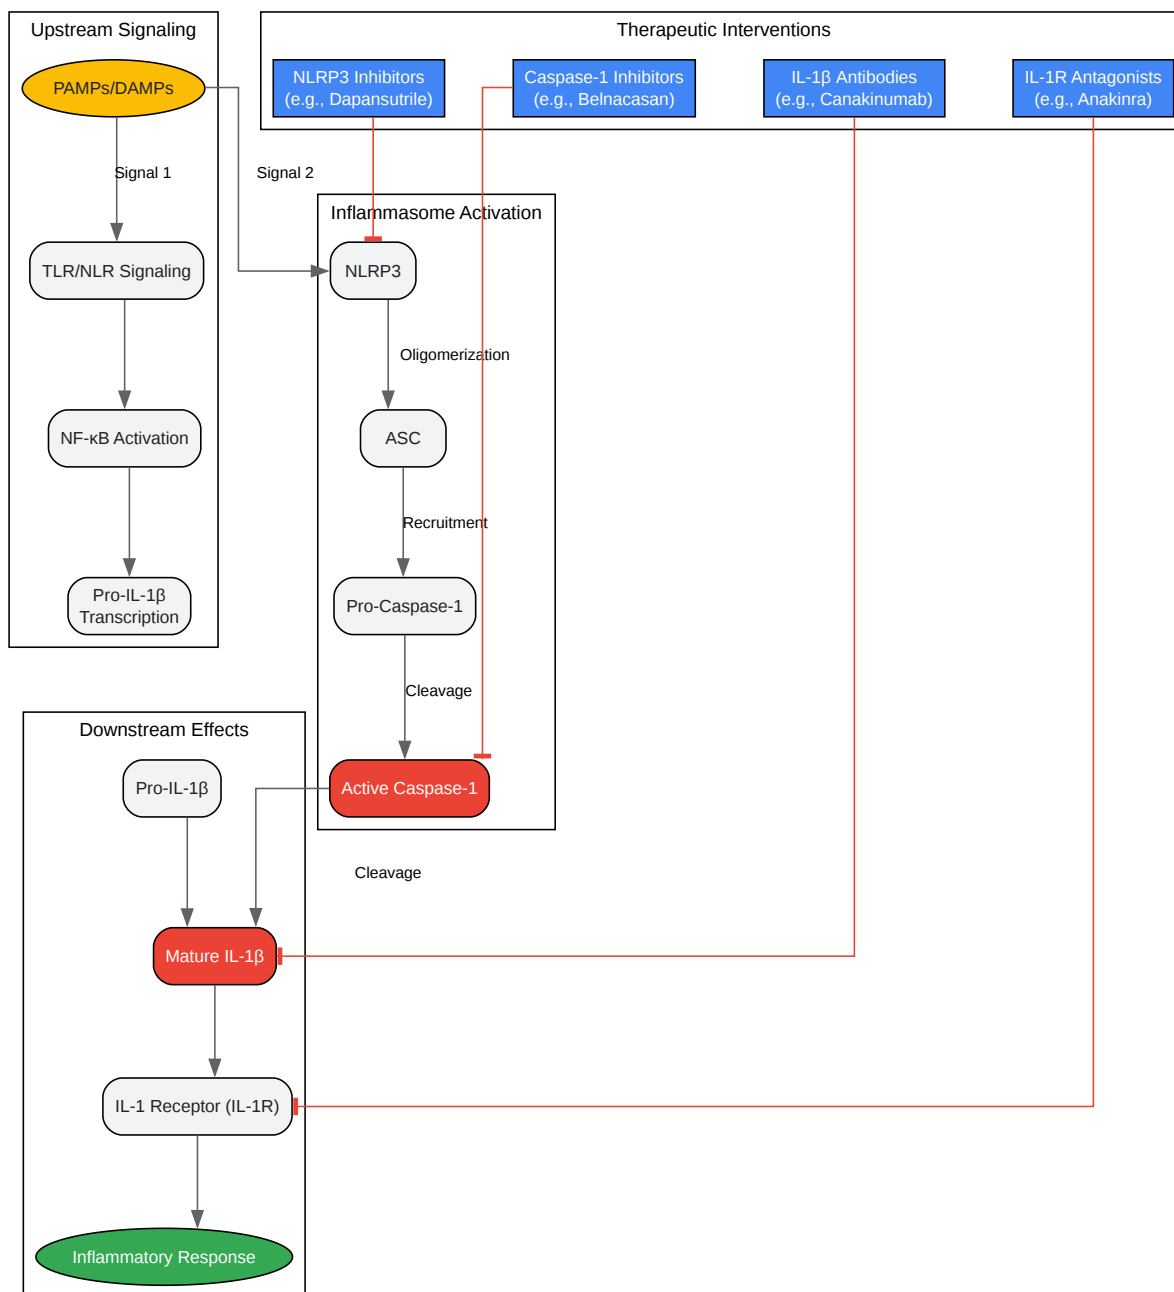 Upstream Signaling
PAMPs/DAMPs
Signal 1
TLR/NLR Signaling
NF-κB Activation
Pro-IL-1β
Transcription
Therapeutic Interventions
NLRP3 Inhibitors
(e.g., Dapansutrile)
Caspase-1 Inhibitors
(e.g., Belnacasan)
IL-1β Antibodies
(e.g., Canakinumab)
IL-1R Antagonists
(e.g., Anakinra)
Signal 2
Inflammasome Activation
NLRP3
Oligomerization
ASC
Recruitment
Pro-Caspase-1
Cleavage
Active Caspase-1
Cleavage
Downstream Effects
Pro-IL-1β
Mature IL-1β
IL-1 Receptor (IL-1R)
Inflammatory Response